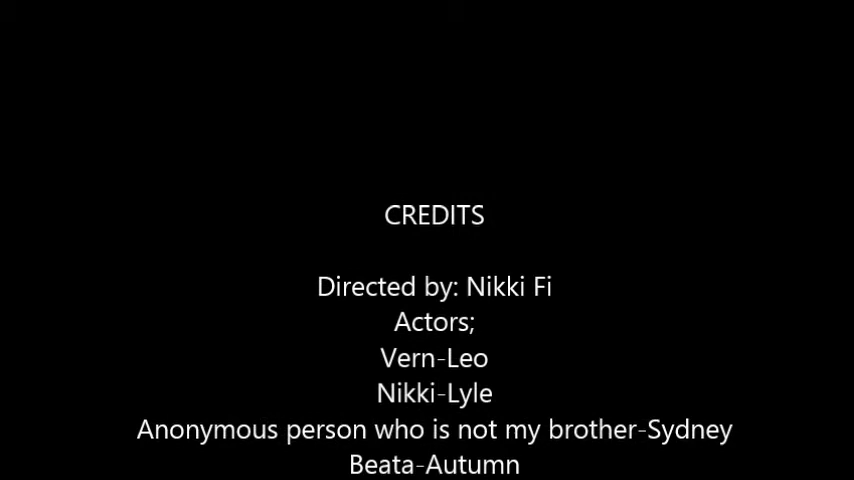 CREDITS
Directed by: Nikki Fi
Actors;
Vern-Leo
Nikki-Lyle
Anonymous person who is not my brother-Sydney
Beata-Autumn